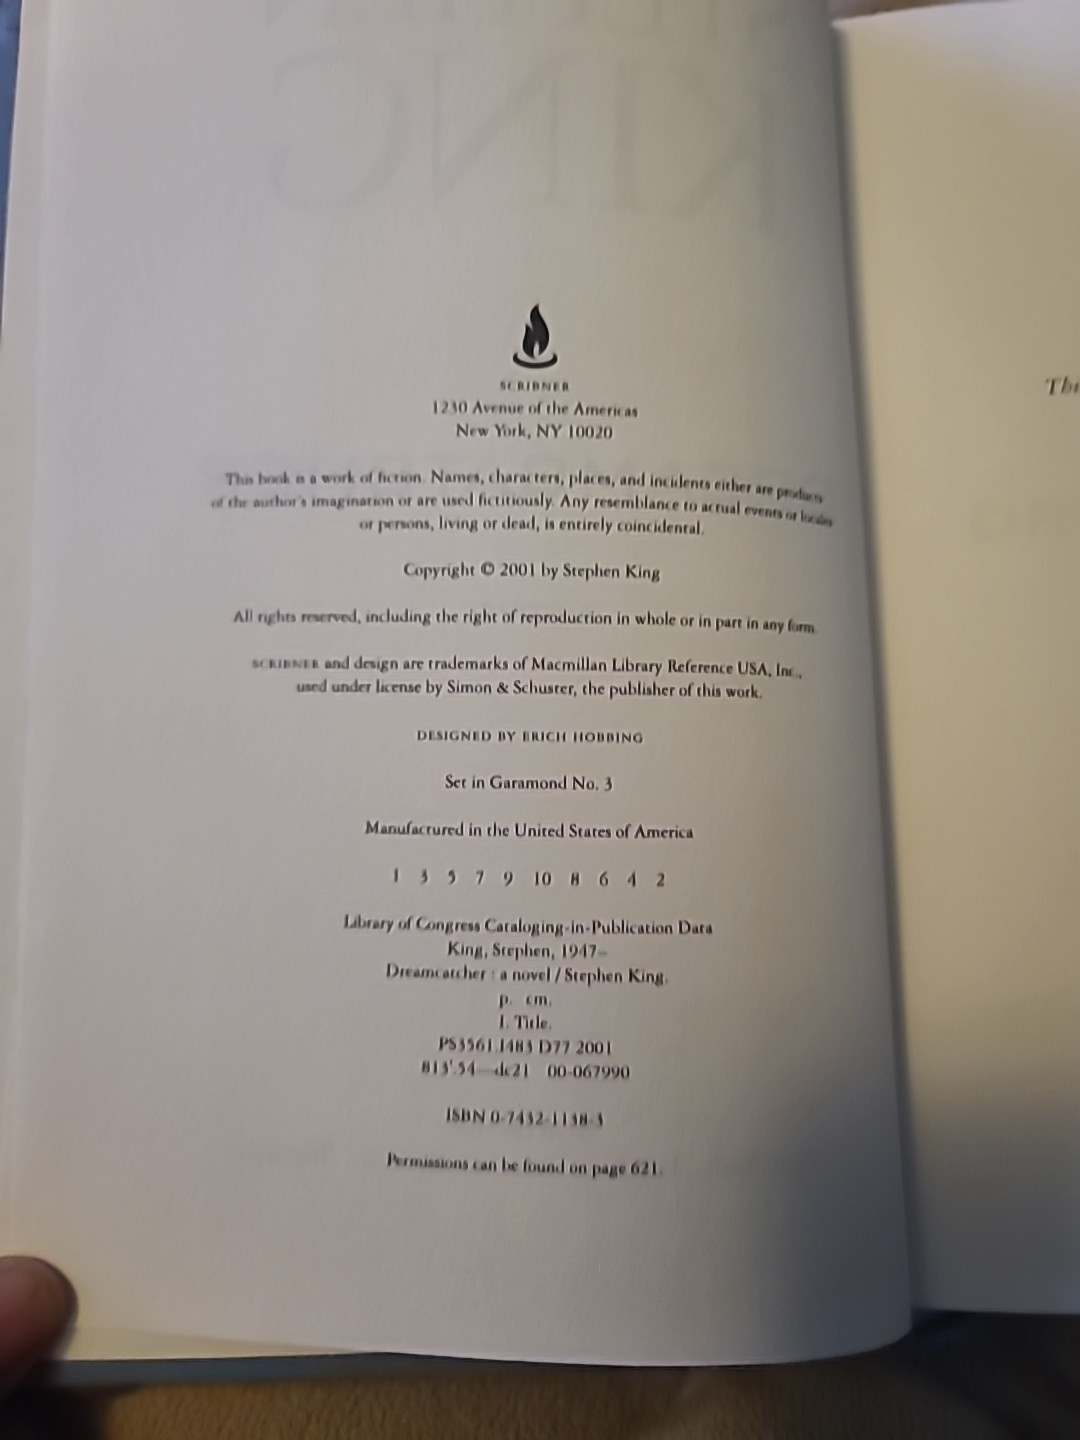 KING
SCRIBNER
1230 Avenue of the Americas
New York, NY 10020
This book is a work of fiction. Names, characters, places, and incidents either are products
of the author's imagination or are used fictitiously. Any resemblance to actual events or locales
or persons, living or dead, is entirely coincidental.
Copyright © 2001 by Stephen King
All rights reserved, including the right of reproduction in whole or in part in any form.
SCRIBNER and design are trademarks of Macmillan Library Reference USA, Inc.,
used under license by Simon & Schuster, the publisher of this work.
DESIGNED BY ERICH HOBBING
Set in Garamond No. 3
Manufactured in the United States of America
1 3 5 7 9 10 8 6 4 2
Library of Congress Cataloging-in-Publication Data
King, Stephen, 1947–
Dreamcatcher : a novel / Stephen King.
p. cm.
I. Title.
PS3561.I483 D77 2001
813'.54—dc21 00-067990
ISBN 0-7432-1138-3
Permissions can be found on page 621.